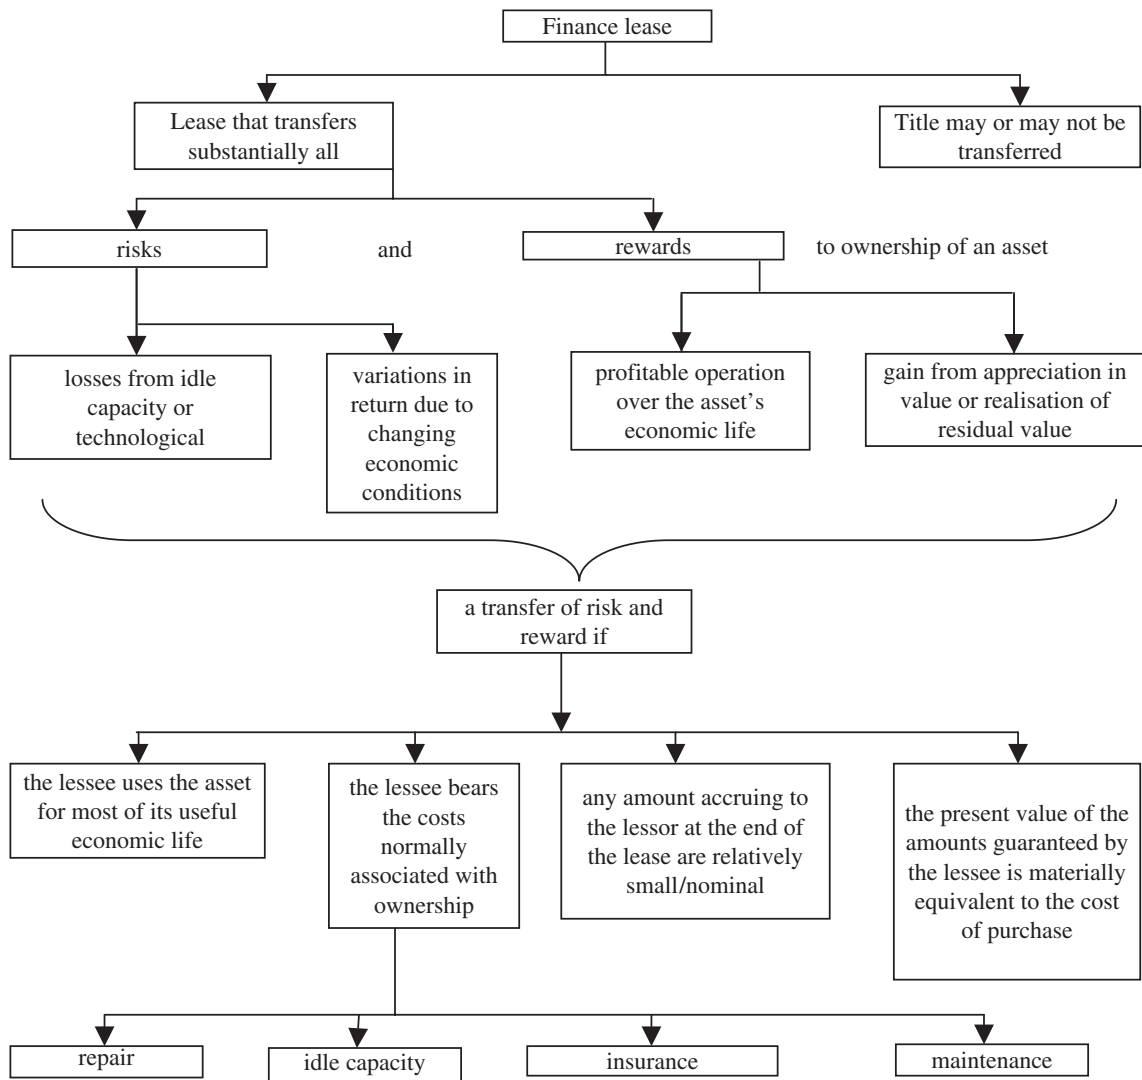 Finance lease
Lease that transfers
substantially all
Title may or may not be
transferred
risks
and
rewards
to ownership of an asset
losses from idle
capacity or
technological
variations in
return due to
changing
economic
conditions
profitable operation
over the asset's
economic life
gain from appreciation in
value or realisation of
residual value
a transfer of risk and
reward if
the lessee uses the asset
for most of its useful
economic life
the lessee bears
the costs
normally
associated with
ownership
any amount accruing to
the lessor at the end of
the lease are relatively
small/nominal
the present value of the
amounts guaranteed by
the lessee is materially
equivalent to the cost
of purchase
repair
idle capacity
insurance
maintenance